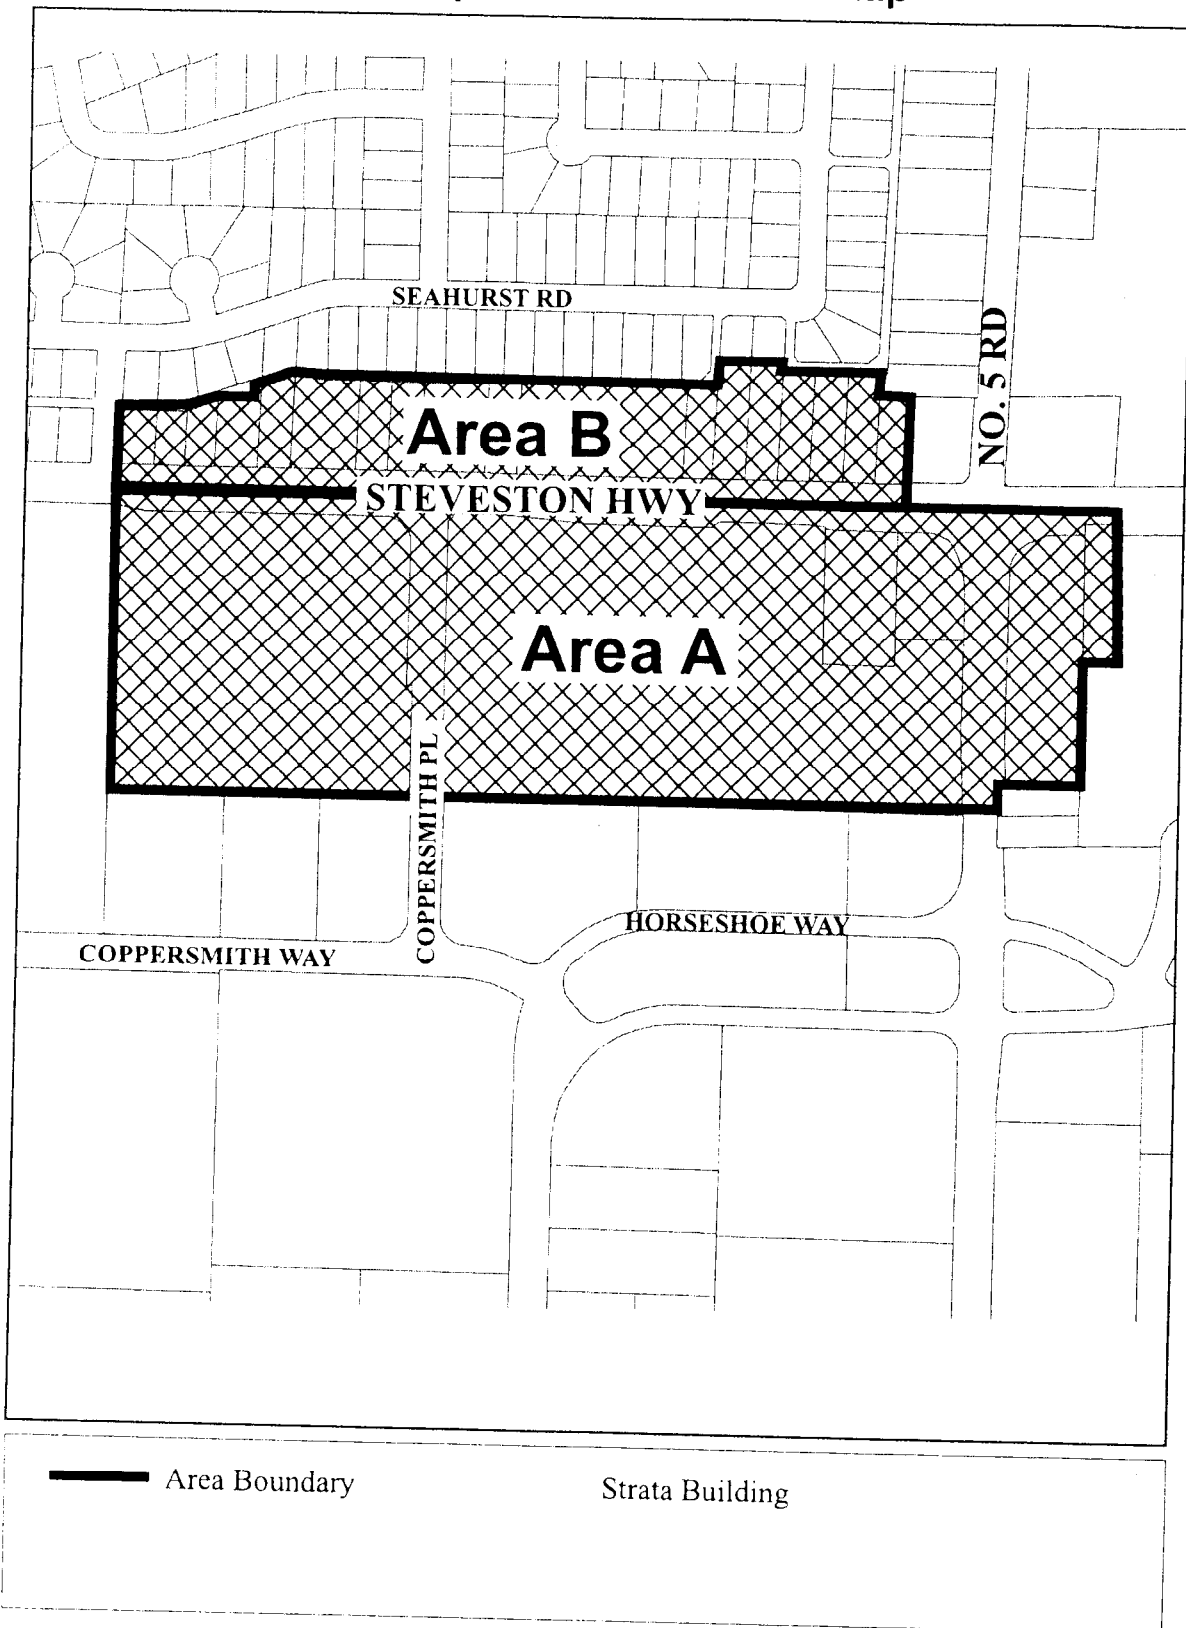 SEAHURST RD
NO. 5 RD
Area B
STEVESTON HWY
Area A
COPPERSMITH PL
HORSESHOE WAY
COPPERSMITH WAY
Area Boundary
Strata Building